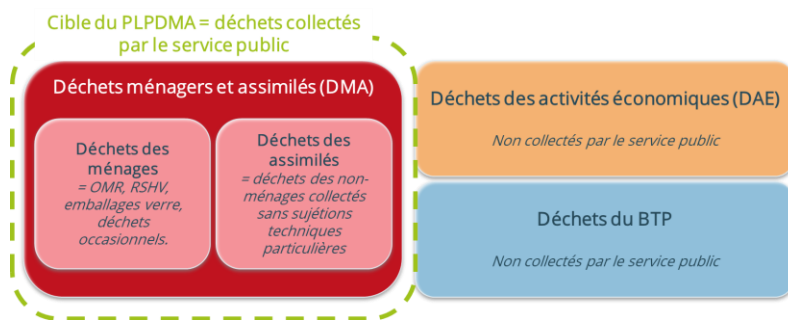 Cible du PLPDMA = déchets collectés
par le service public
Déchets ménagers et assimilés (DMA)
Déchets des
ménages
= OMR, RSHV,
emballages verre,
déchets
occasionnels.
Déchets des
assimilés
= déchets des non-
ménages collectés
sans sujétions
techniques
particulières
Déchets des activités économiques (DAE)
Non collectés par le service public
Déchets du BTP
Non collectés par le service public